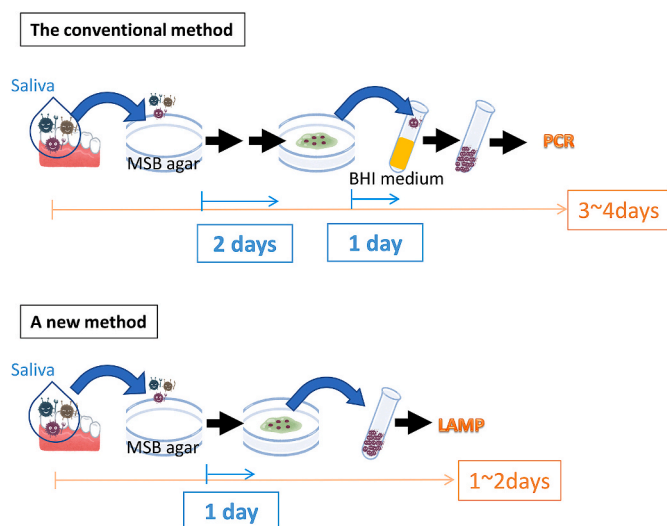 The conventional method
Saliva
MSB agar
BHI medium
PCR
2 days
1 day
3~4days
A new method
Saliva
MSB agar
LAMP
1 day
1~2days